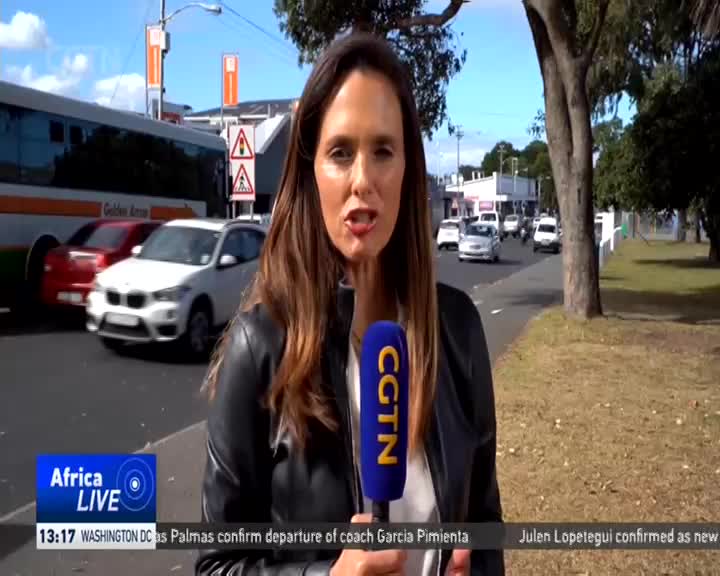 CGTN
Golden Arrow
CGTN
Africa
LIVE
13:17 WASHINGTON DC
as Palmas confirm departure of coach Garcia Pimienta Julen Lopetegui confirmed as new